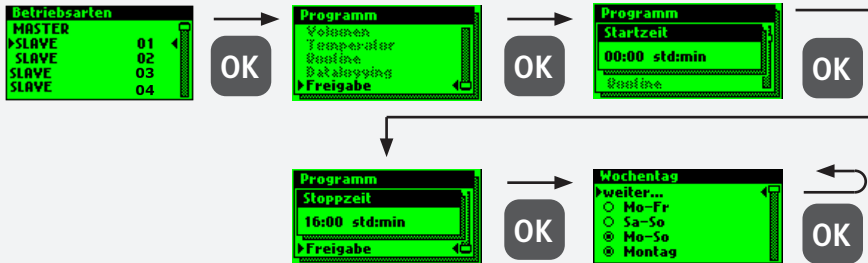 Betriebsarten
MASTER
SLAVE 01
SLAVE 02
SLAVE 03
SLAVE 04
OK
Programm
Volumen
Temperatur
Routine
Datalogging
Freigabe
OK
Programm
Startzeit
00:00 std:min
Routine
OK
Programm
Stoppzeit
16:00 std:min
Freigabe
OK
Wochentag
weiter...
Mo-Fr
Sa-So
Mo-So
Montag
OK